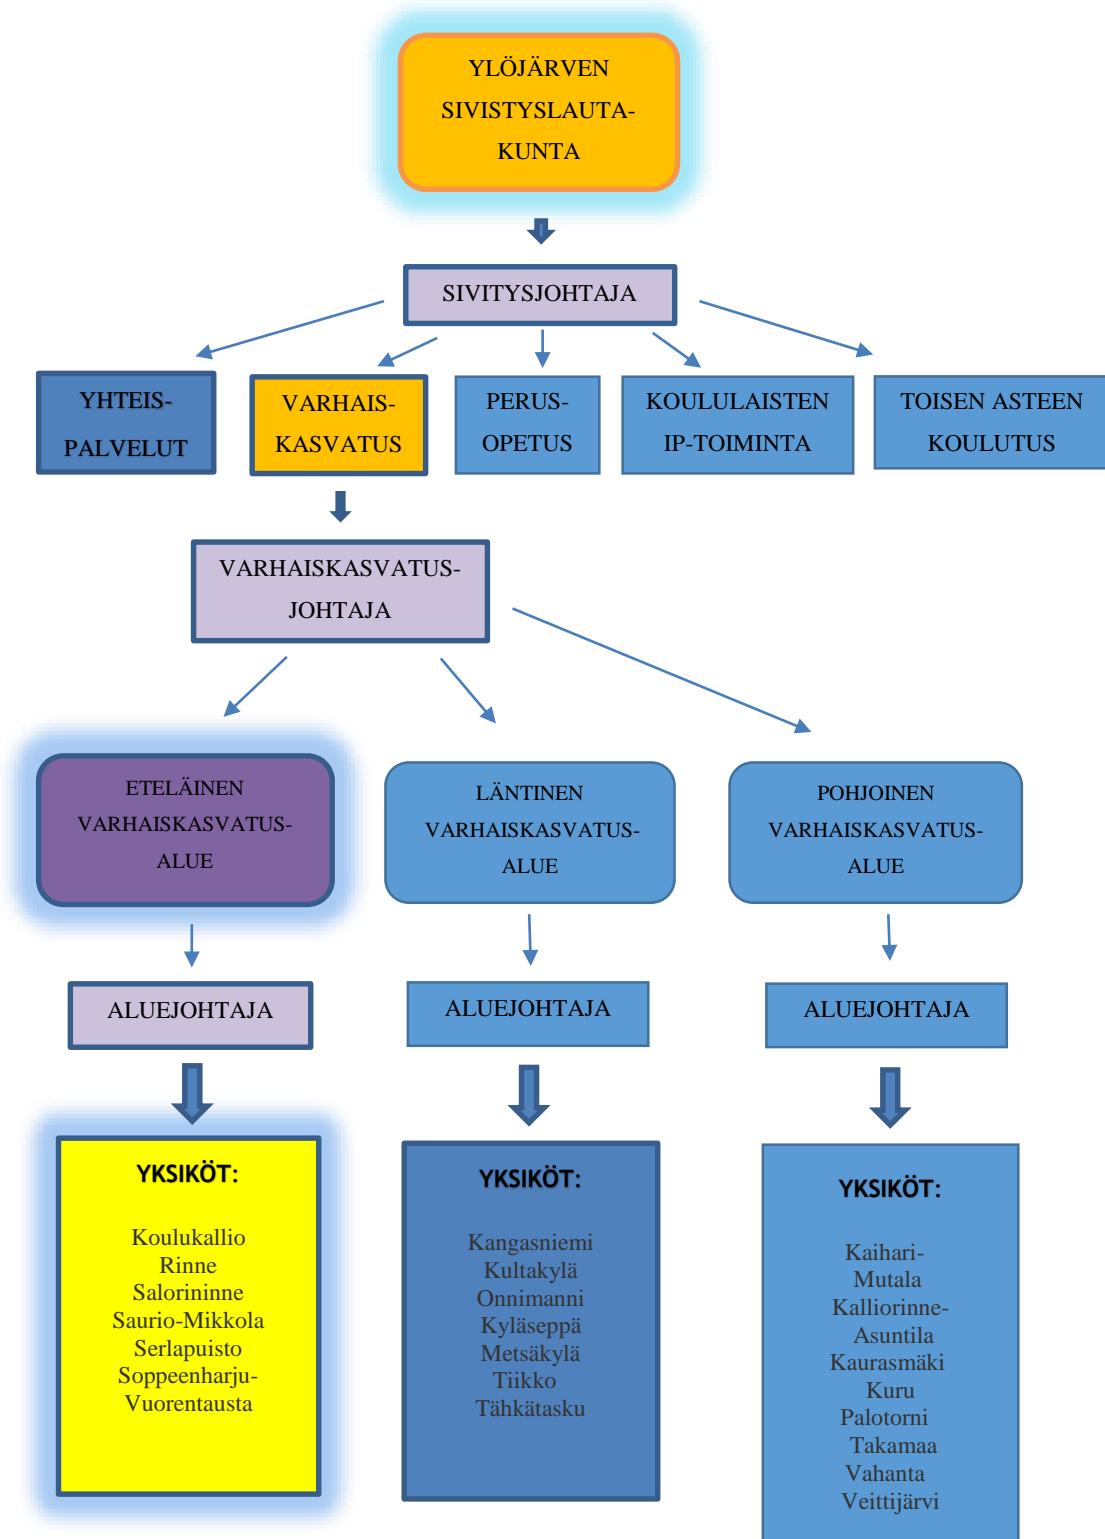 YLÖJÄRVEN
SIVISTYSLAUTA-
KUNTA
SIVITYSJOHTAJA
YHTEIS-
PALVELUT
VARHAIS-
KASVATUS
PERUS-
OPETUS
KOULULAISTEN
IP-TOIMINTA
TOISEN ASTEEN
KOULUTUS
VARHAISKASVATUS-
JOHTAJA
ETELÄINEN
VARHAISKASVATUS-
ALUE
LÄNTINEN
VARHAISKASVATUS-
ALUE
POHJOINEN
VARHAISKASVATUS-
ALUE
ALUEJOHTAJA
ALUEJOHTAJA
ALUEJOHTAJA
YKSIKÖT:
Koulukallio
Rinne
Salorininne
Saurio-Mikkola
Serlapuisto
Soppeenharju-
Vuorentausta
YKSIKÖT:
Kangasniemi
Kultakylä
Onnimanni
Kyläseppä
Metsäkylä
Tiikko
Tähkätasku
YKSIKÖT:
Kaihari-
Mutala
Kalliorinne-
Asuntila
Kaurasmäki
Kuru
Palotorni
Takamaa
Vahanta
Veittijärvi